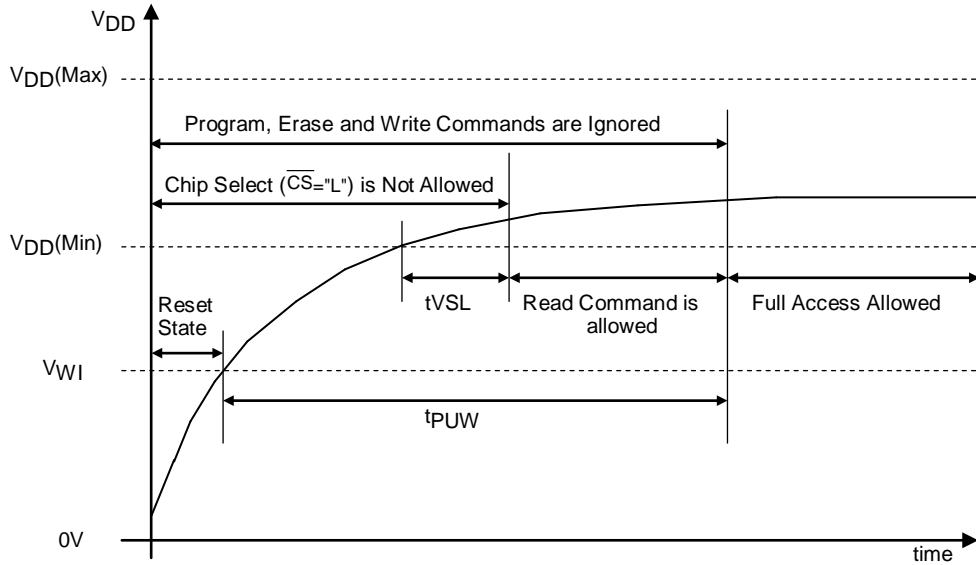 VDD
VDD(Max)
Program, Erase and Write Commands are Ignored
Chip Select (C̅S̅="L") is Not Allowed
VDD(Min)
tVSL
Read Command is
allowed
Full Access Allowed
Reset
State
VWI
tPUW
0V
time